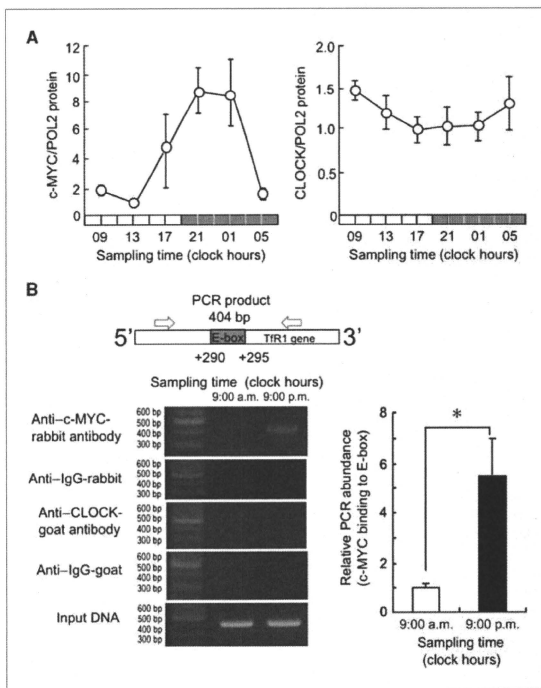 A
c-MYC/POL2 protein
12
10
8
6
4
2
0
09 13 17 21 01 05
Sampling time (clock hours)
CLOCK/POL2 protein
2.0
1.5
1.0
0.5
0
09 13 17 21 01 05
Sampling time (clock hours)
B
PCR product
404 bp
5’ E-box TfR1 gene 3’
+290 +295
Sampling time (clock hours)
9:00 a.m. 9:00 p.m.
Anti–c-MYC-
rabbit antibody
600 bp
500 bp
400 bp
300 bp
Anti–IgG-rabbit
600 bp
500 bp
400 bp
300 bp
Anti–CLOCK-
goat antibody
600 bp
500 bp
400 bp
300 bp
Anti–IgG-goat
600 bp
500 bp
400 bp
300 bp
Input DNA
600 bp
500 bp
400 bp
300 bp
Relative PCR abundance
(c-MYC binding to E-box)
8
6
4
2
0
*
9:00 a.m. 9:00 p.m.
Sampling time
(clock hours)